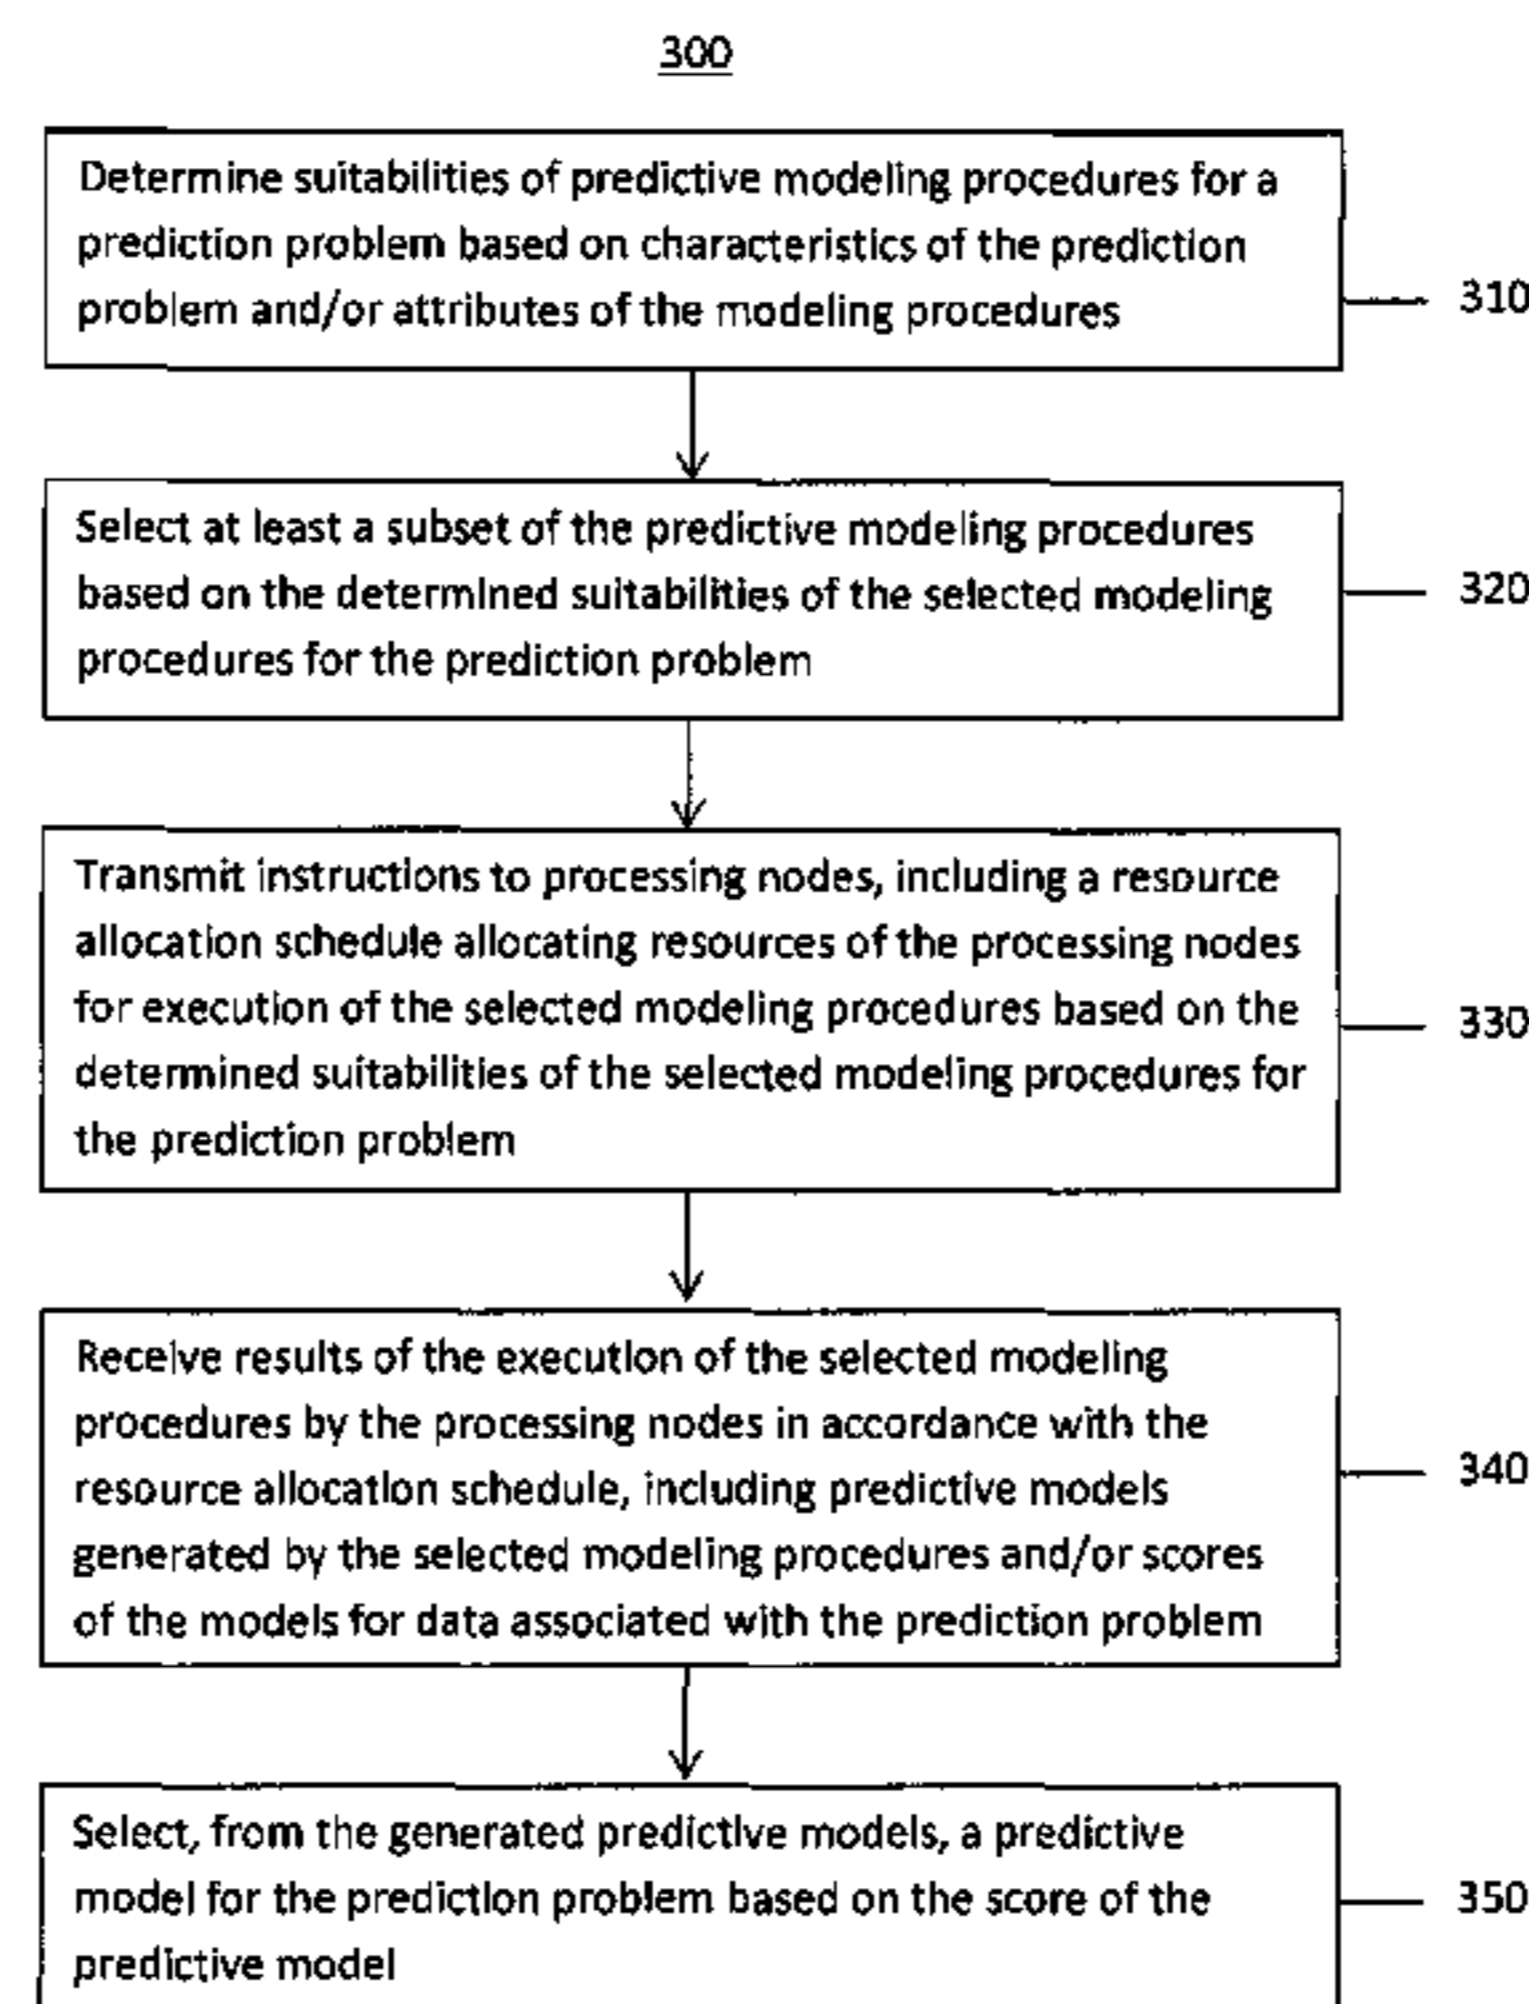 300
Determine suitabilities of predictive modeling procedures for a
prediction problem based on characteristics of the prediction
problem and/or attributes of the modeling procedures
310
Select at least a subset of the predictive modeling procedures
based on the determined suitabilities of the selected modeling
procedures for the prediction problem
320
Transmit instructions to processing nodes, including a resource
allocation schedule allocating resources of the processing nodes
for execution of the selected modeling procedures based on the
determined suitabilities of the selected modeling procedures for
the prediction problem
330
Receive results of the execution of the selected modeling
procedures by the processing nodes in accordance with the
resource allocation schedule, including predictive models
generated by the selected modeling procedures and/or scores
of the models for data associated with the prediction problem
340
Select, from the generated predictive models, a predictive
model for the prediction problem based on the score of the
predictive model
350